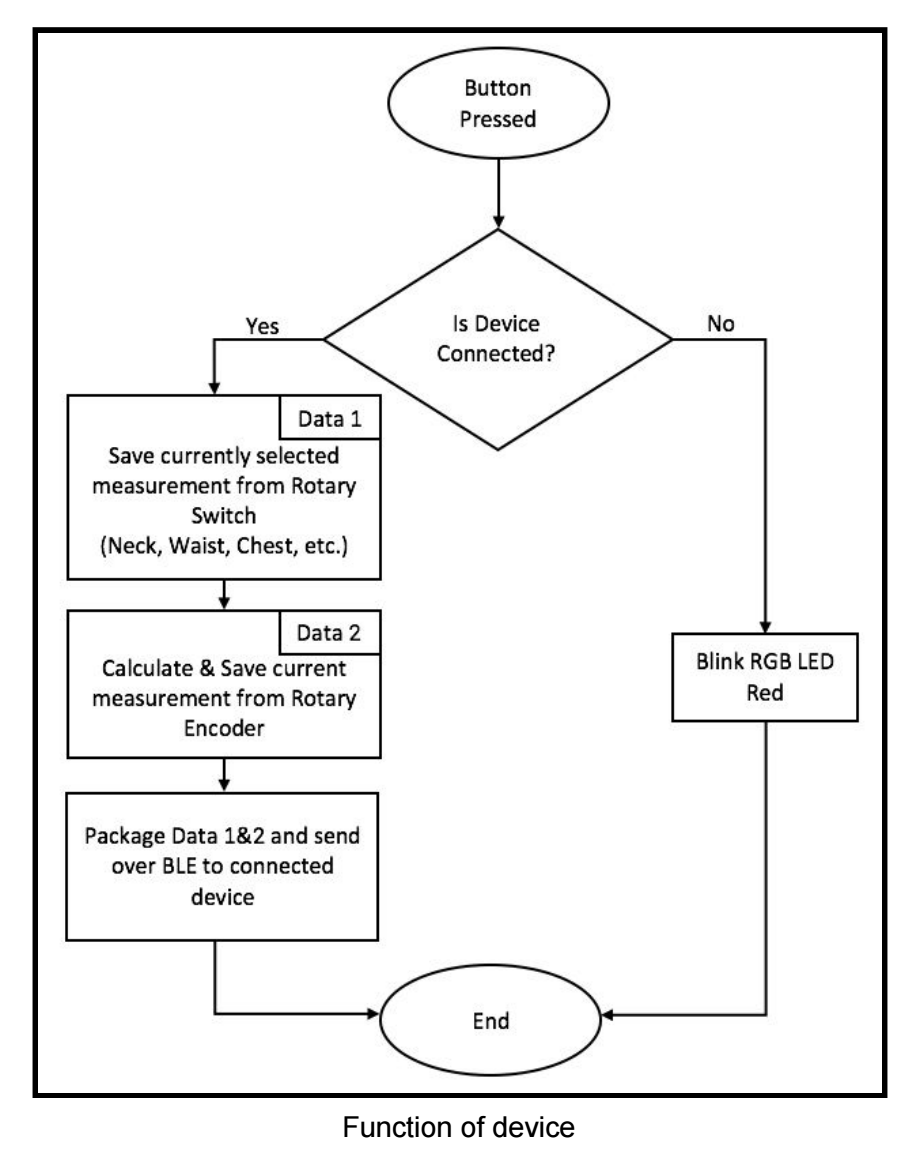 Button
Pressed
Is Device
Connected?
Yes
No
Data 1
Save currently selected
measurement from Rotary
Switch
(Neck, Waist, Chest, etc.)
Data 2
Calculate & Save current
measurement from Rotary
Encoder
Blink RGB LED
Red
Package Data 1&2 and send
over BLE to connected
device
End
Function of device